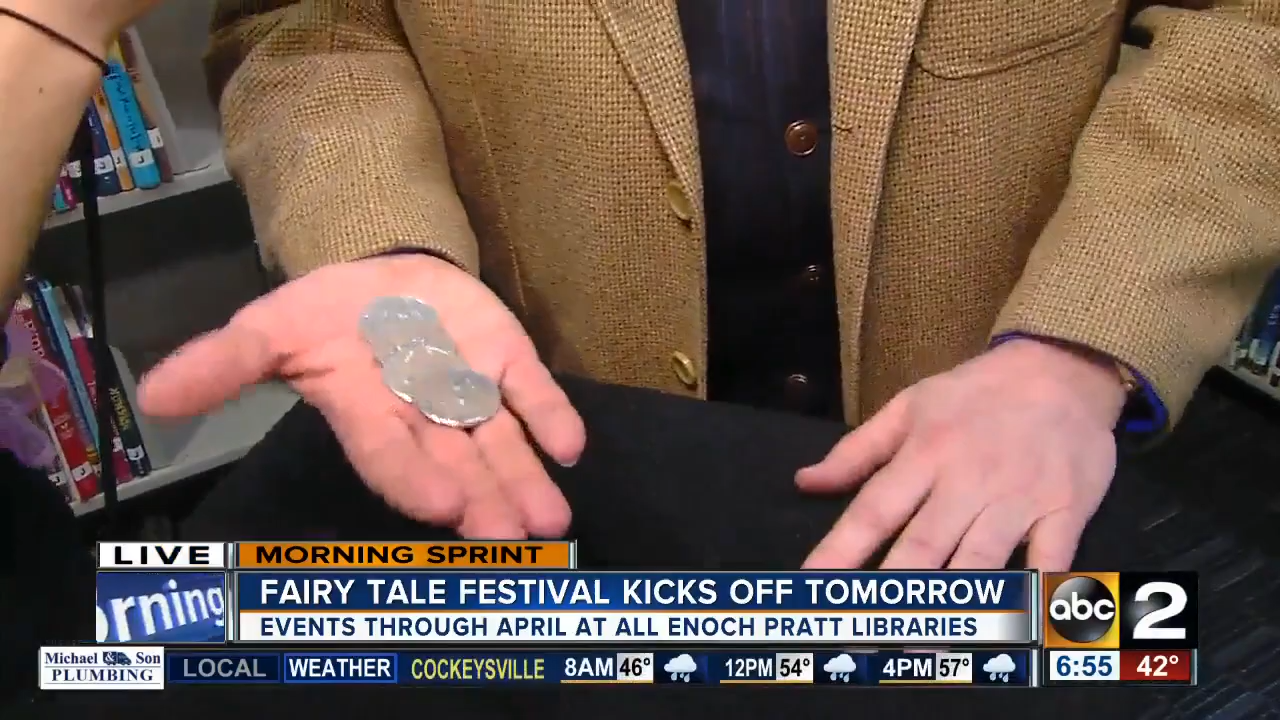 LIVE
MORNING SPRINT
orning
FAIRY TALE FESTIVAL KICKS OFF TOMORROW
EVENTS THROUGH APRIL AT ALL ENOCH PRATT LIBRARIES
abc 2
Michael & Son
PLUMBING
LOCAL WEATHER COCKEYSVILLE 8AM 46° 12PM 54° 4PM 57°
6:55 42°